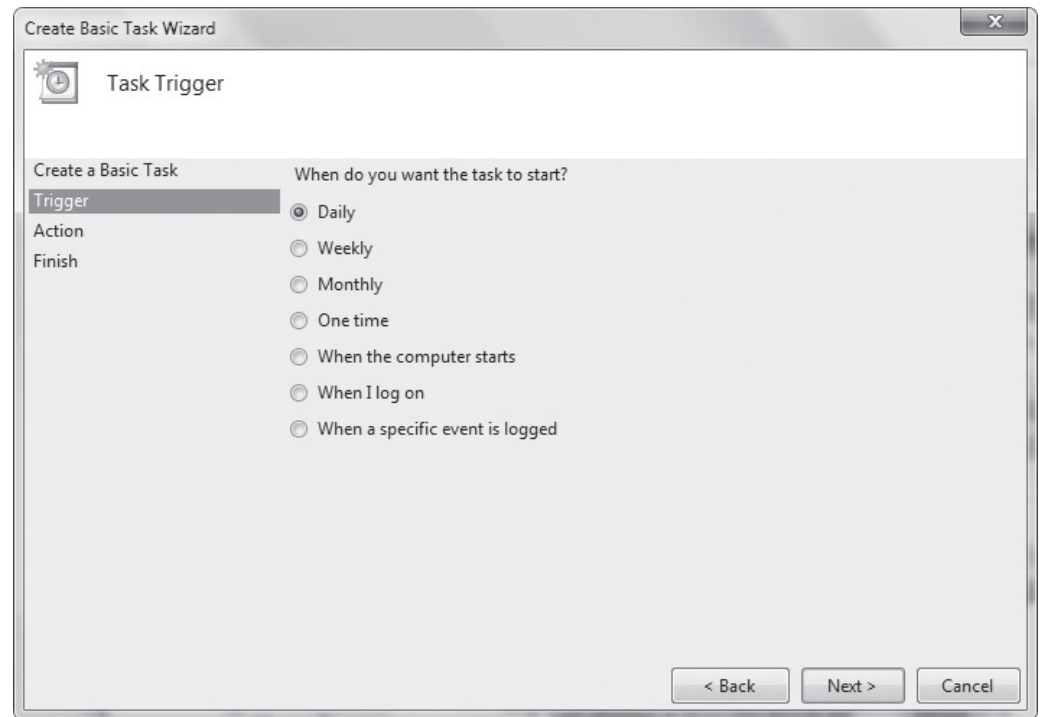 Create Basic Task Wizard
Task Trigger
Create a Basic Task
Trigger
Action
Finish
When do you want the task to start?
Daily
Weekly
Monthly
One time
When the computer starts
When I log on
When a specific event is logged
< Back
Next >
Cancel